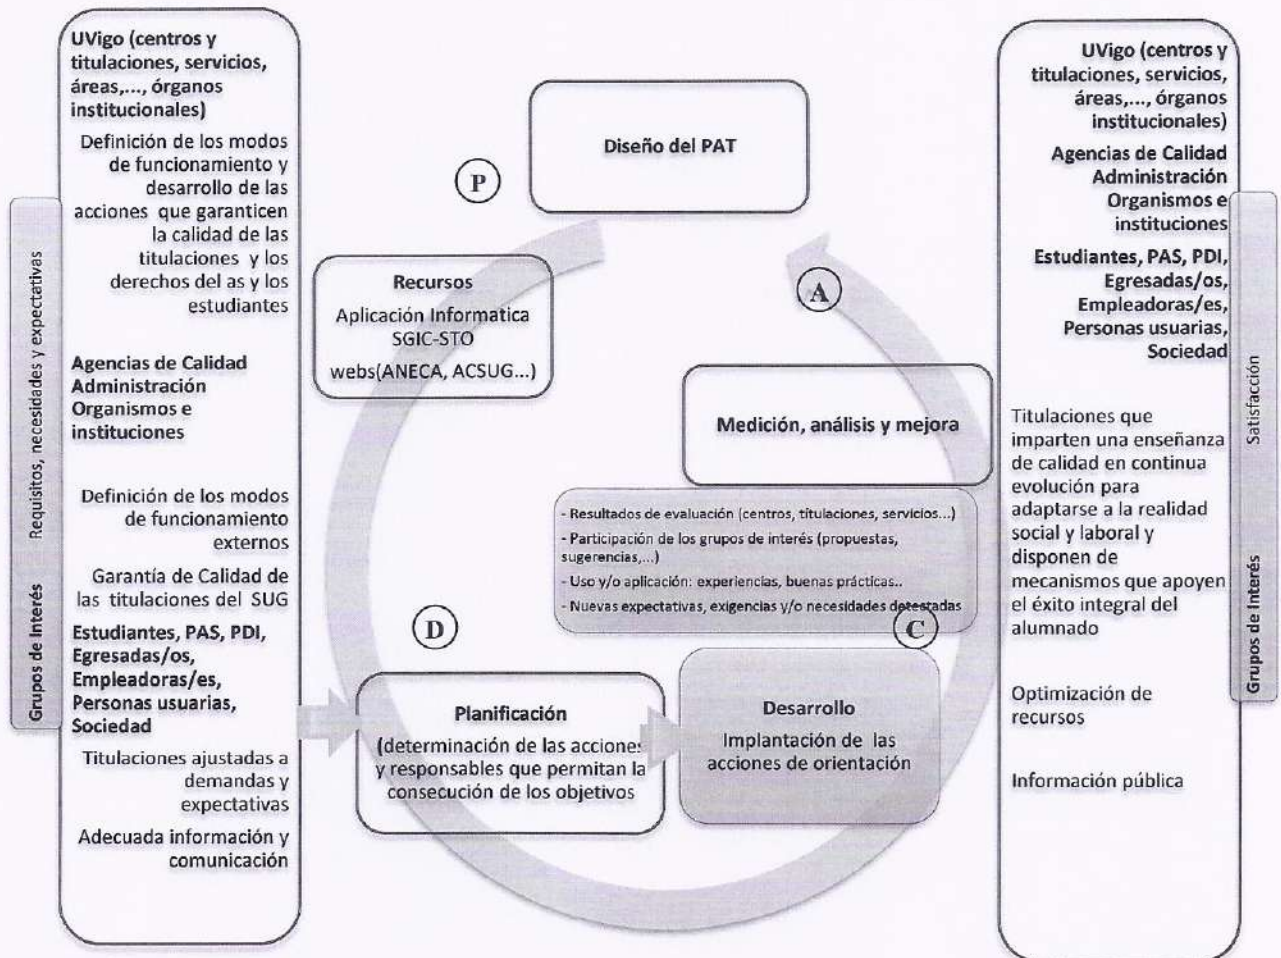 UVigo (centros y
titulaciones, servicios,
áreas,..., órganos
institucionales)
Definición de los modos
de funcionamiento y
desarrollo de las
acciones que garanticen
la calidad de las
titulaciones y los
derechos del as y los
estudiantes
Agencias de Calidad
Administración
Organismos e
instituciones
Definición de los modos
de funcionamiento
externos
Garantía de Calidad de
las titulaciones del SUG
Estudiantes, PAS, PDI,
Egresadas/os,
Empleadoras/es,
Personas usuarias,
Sociedad
Titulaciones ajustadas a
demandas y
expectativas
Adecuada información y
comunicación
Grupos de Interés
Requisitos, necesidades y expectativas
Diseño del PAT
P
Recursos
Aplicación Informatica
SGIC-STO
webs(ANECA, ACSUG...)
A
Medición, análisis y mejora
- Resultados de evaluación (centros, titulaciones, servicios...)
- Participación de los grupos de interés (propuestas,
sugerencias,...)
- Uso y/o aplicación: experiencias, buenas prácticas..
- Nuevas expectativas, exigencias y/o necesidades detectadas
D
C
Planificación
(determinación de las acciones
y responsables que permitan la
consecución de los objetivos
Desarrollo
Implantación de las
acciones de orientación
UVigo (centros y
titulaciones, servicios,
áreas,..., órganos
institucionales)
Agencias de Calidad
Administración
Organismos e
instituciones
Estudiantes, PAS, PDI,
Egresadas/os,
Empleadoras/es,
Personas usuarias,
Sociedad
Titulaciones que
imparten una enseñanza
de calidad en continua
evolución para
adaptarse a la realidad
social y laboral y
disponen de
mecanismos que apoyen
el éxito integral del
alumnado
Optimización de
recursos
Información pública
Grupos de Interés
Satisfacción